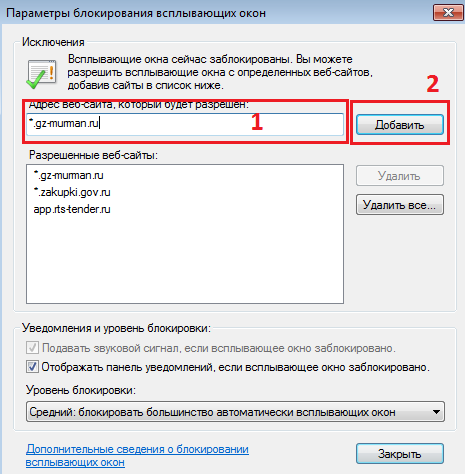 Параметры блокирования всплывающих окон
Исключения
Всплывающие окна сейчас заблокированы. Вы можете
разрешить всплывающие окна с определенных веб-сайтов,
добавив сайты в список ниже.
2
Адрес веб-сайта, который будет разрешен:
*.gz-murman.ru
1
Добавить
Разрешенные веб-сайты:
*.gz-murman.ru
*.zakupki.gov.ru
app.rts-tender.ru
Удалить
Удалить все...
Уведомления и уровень блокировки:
Подавать звуковой сигнал, если всплывающее окно заблокировано.
Отображать панель уведомлений, если всплывающее окно заблокировано.
Уровень блокировки:
Средний: блокировать большинство автоматически всплывающих окон
Дополнительные сведения о блокировании
всплывающих окон
Закрыть